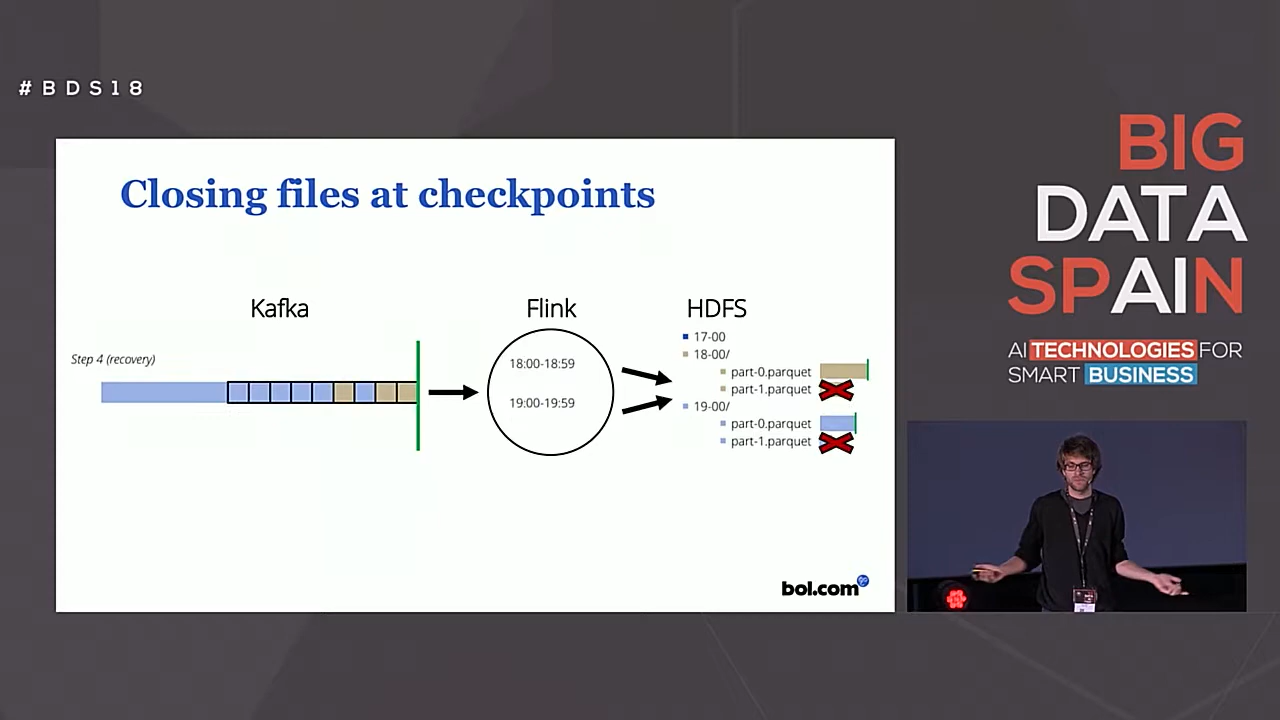 #BDS18
BIG
DATA
SPAIN
AI TECHNOLOGIES FOR
SMART BUSINESS
Closing files at checkpoints
Kafka
Flink
HDFS
Step 4 (recovery)
18:00-18:59
19:00-19:59
17-00
18-00/
part-0.parquet
part-1.parquet
19-00/
part-0.parquet
part-1.parquet
bol.com